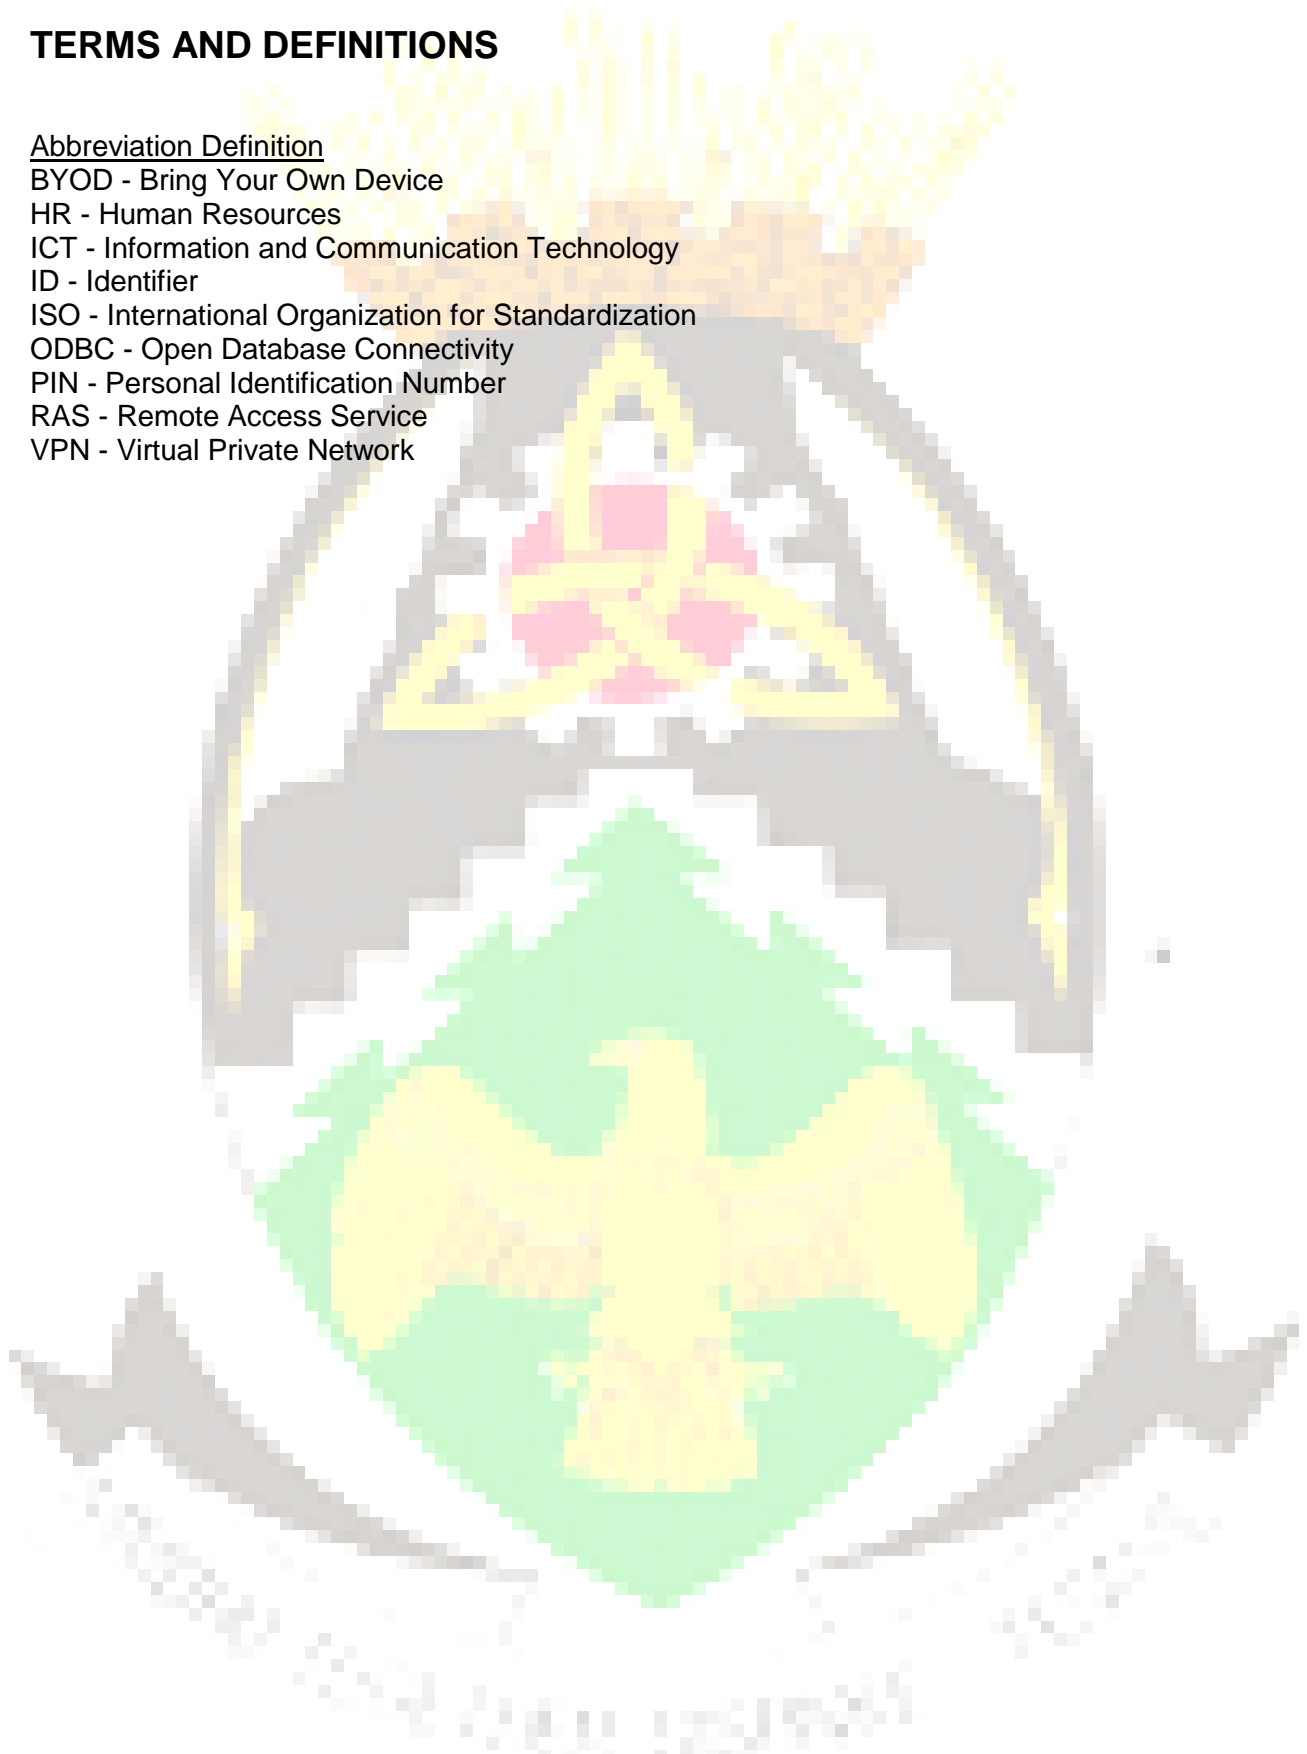 TERMS AND DEFINITIONS
Abbreviation Definition
BYOD - Bring Your Own Device
HR - Human Resources
ICT - Information and Communication Technology
ID - Identifier
ISO - International Organization for Standardization
ODBC - Open Database Connectivity
PIN - Personal Identification Number
RAS - Remote Access Service
VPN - Virtual Private Network